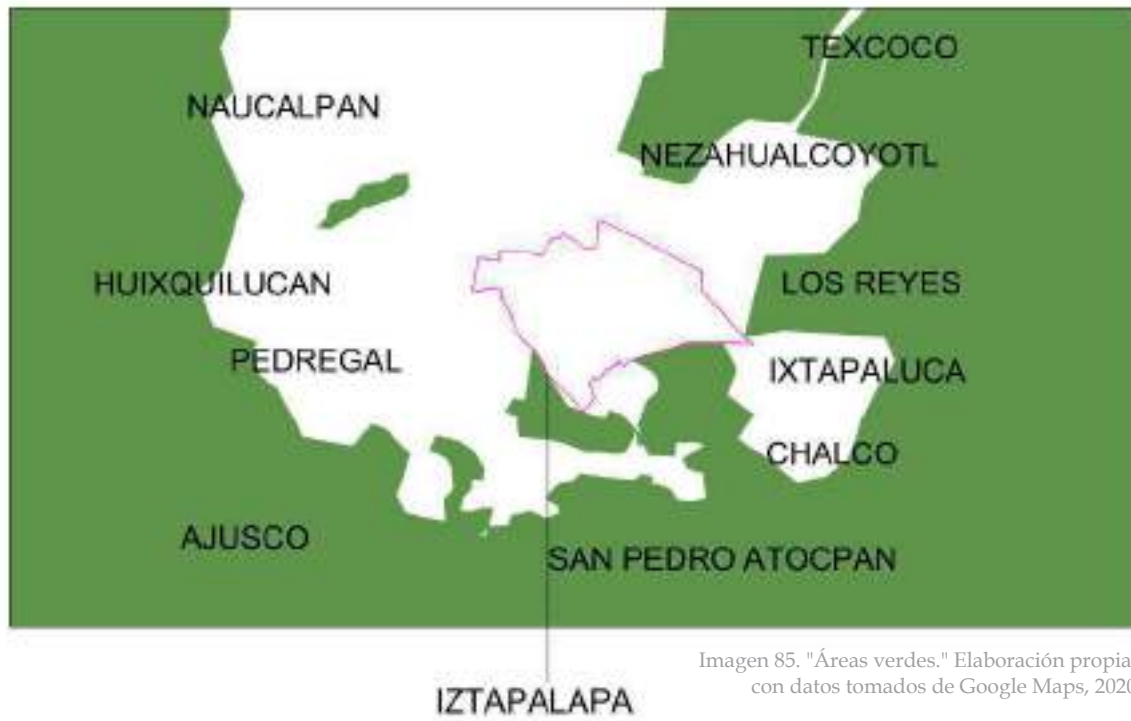 TEXCOCO
NAUCALPAN
NEZAHUALCOYOTL
HUIXQUILUCAN
LOS REYES
PEDREGAL
IXTAPALUCA
CHALCO
AJUSCO
SAN PEDRO ATOCPAN
IZTAPALAPA
Imagen 85. "Áreas verdes." Elaboración propia
con datos tomados de Google Maps, 2020